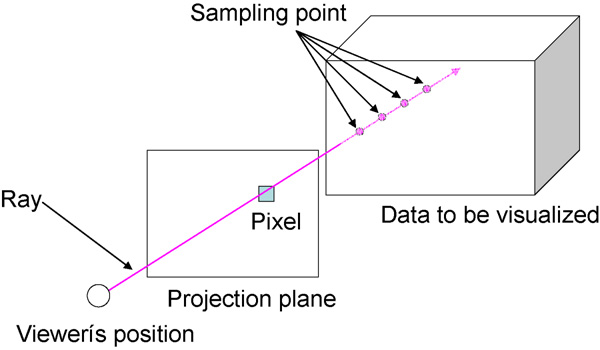 Sampling point
Ray
Pixel
Data to be visualized
Projection plane
Viewerís position